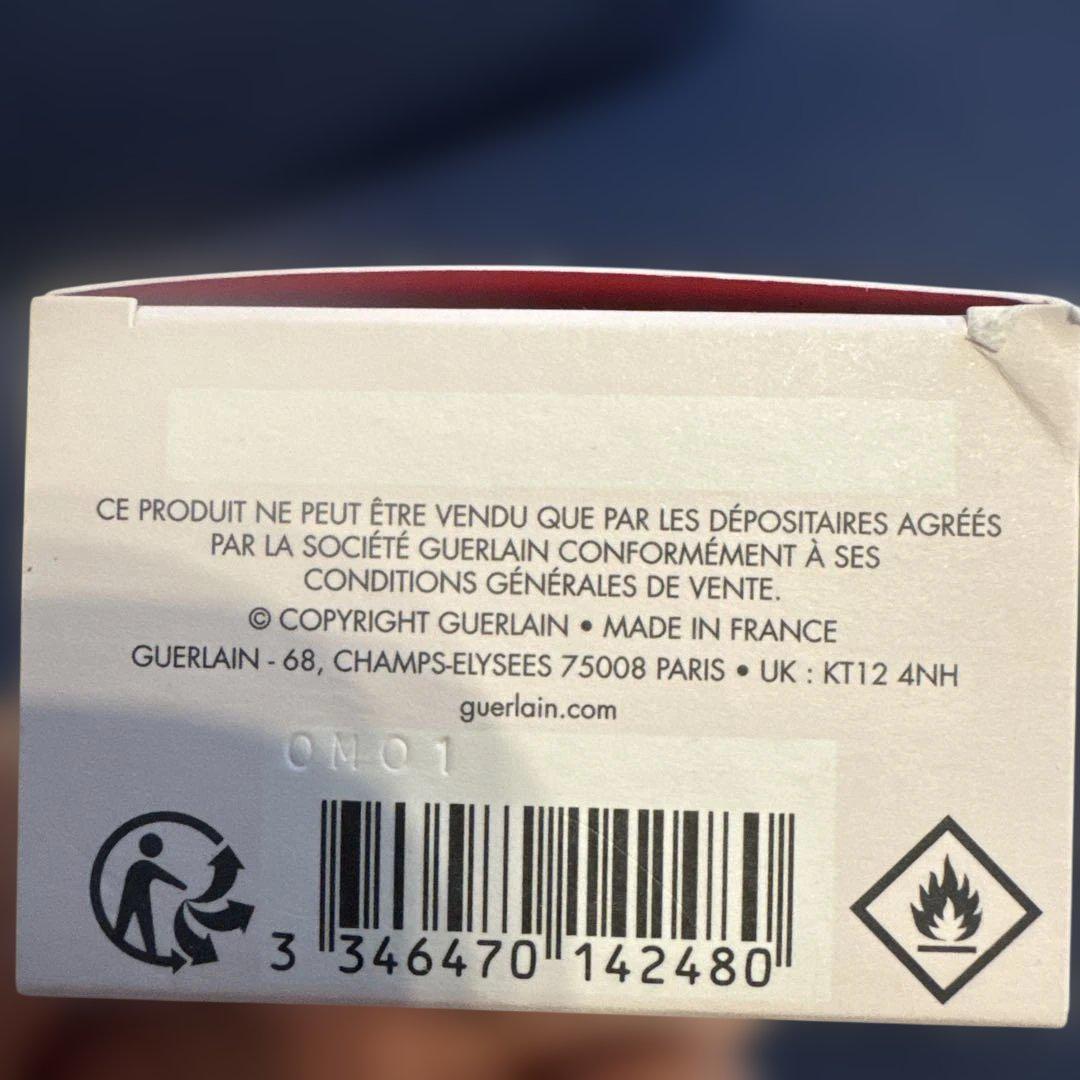 CE PRODUIT NE PEUT ÊTRE VENDU QUE PAR LES DÉPOSITAIRES AGRÉÉS
PAR LA SOCIÉTÉ GUERLAIN CONFORMÉMENT À SES
CONDITIONS GÉNÉRALES DE VENTE.
© COPYRIGHT GUERLAIN • MADE IN FRANCE
GUERLAIN - 68, CHAMPS-ELYSEES 75008 PARIS • UK : KT12 4NH
guerlain.com
0M01
3 346470 142480